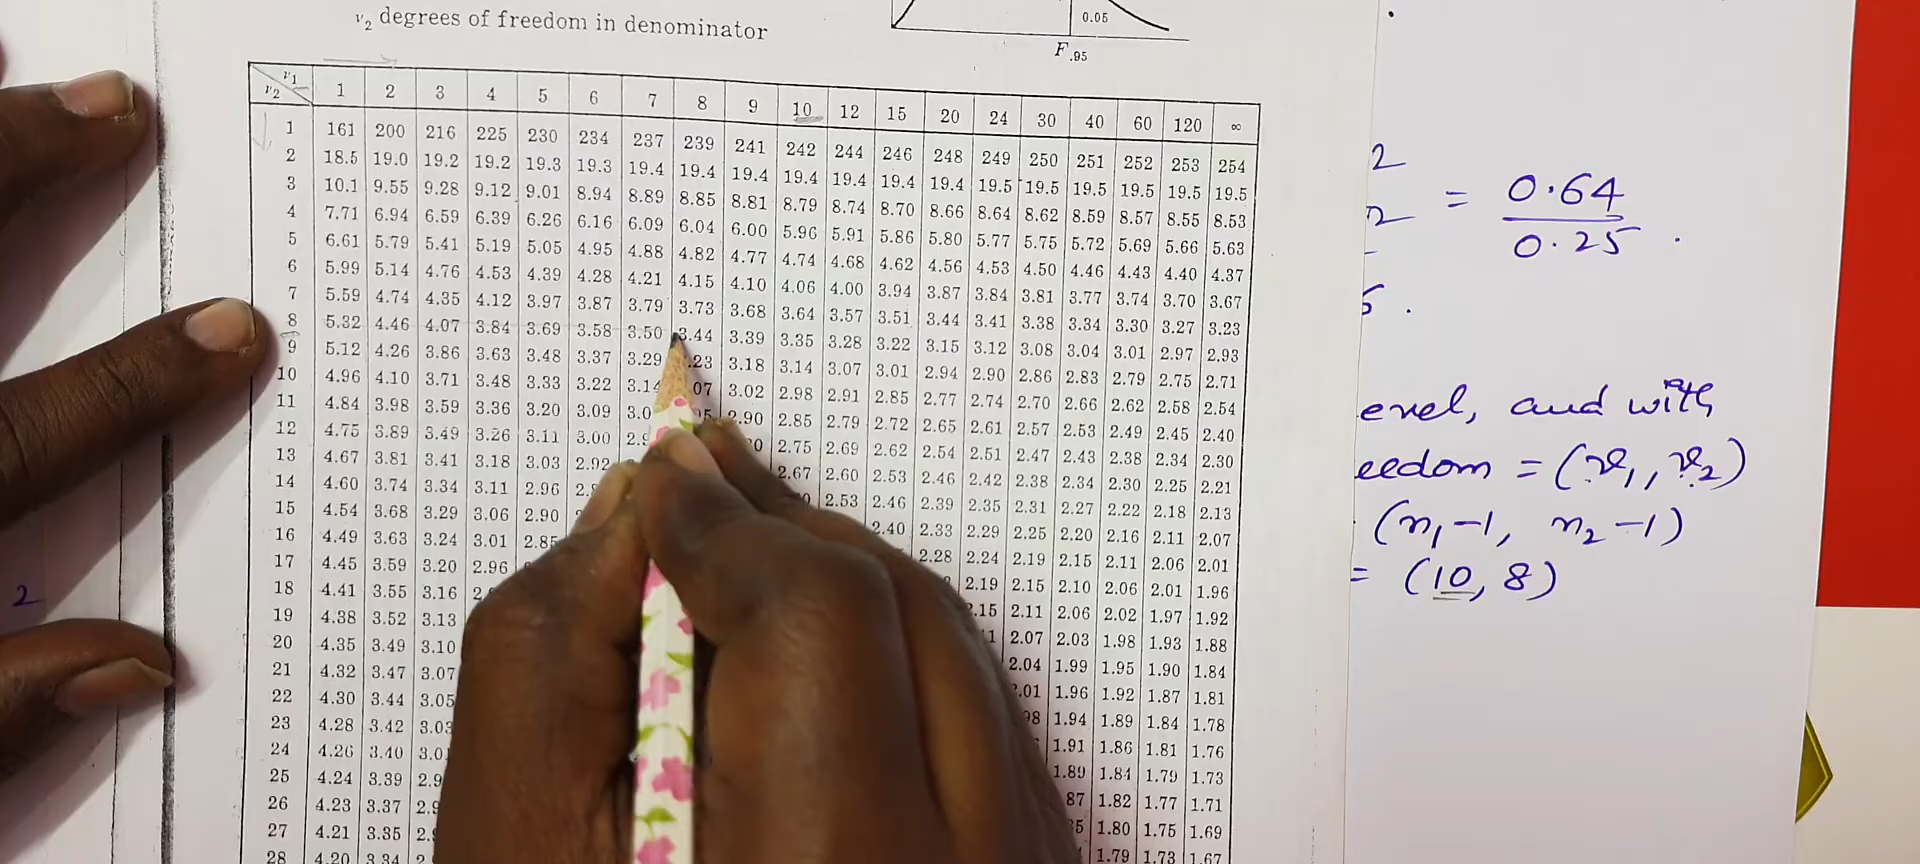 ν₂ degrees of freedom in denominator
0.05
F.95
ν₁
ν₂ 1 2 3 4 5 6 7 8 9 10 12 15 20 24 30 40 60 120 ∞
1 161 200 216 225 230 234 237 239 241 242 244 246 248 249 250 251 252 253 254
2 18.5 19.0 19.2 19.2 19.3 19.3 19.4 19.4 19.4 19.4 19.4 19.4 19.4 19.5 19.5 19.5 19.5 19.5 19.5
3 10.1 9.55 9.28 9.12 9.01 8.94 8.89 8.85 8.81 8.79 8.74 8.70 8.66 8.64 8.62 8.59 8.57 8.55 8.53
4 7.71 6.94 6.59 6.39 6.26 6.16 6.09 6.04 6.00 5.96 5.91 5.86 5.80 5.77 5.75 5.72 5.69 5.66 5.63
5 6.61 5.79 5.41 5.19 5.05 4.95 4.88 4.82 4.77 4.74 4.68 4.62 4.56 4.53 4.50 4.46 4.43 4.40 4.37
6 5.99 5.14 4.76 4.53 4.39 4.28 4.21 4.15 4.10 4.06 4.00 3.94 3.87 3.84 3.81 3.77 3.74 3.70 3.67
7 5.59 4.74 4.35 4.12 3.97 3.87 3.79 3.73 3.68 3.64 3.57 3.51 3.44 3.41 3.38 3.34 3.30 3.27 3.23
8 5.32 4.46 4.07 3.84 3.69 3.58 3.50 3.44 3.39 3.35 3.28 3.22 3.15 3.12 3.08 3.04 3.01 2.97 2.93
9 5.12 4.26 3.86 3.63 3.48 3.37 3.29 .23 3.18 3.14 3.07 3.01 2.94 2.90 2.86 2.83 2.79 2.75 2.71
10 4.96 4.10 3.71 3.48 3.33 3.22 3.14 07 3.02 2.98 2.91 2.85 2.77 2.74 2.70 2.66 2.62 2.58 2.54
11 4.84 3.98 3.59 3.36 3.20 3.09 3.0 2.90 2.85 2.79 2.72 2.65 2.61 2.57 2.53 2.49 2.45 2.40
12 4.75 3.89 3.49 3.26 3.11 3.00 2.9 2.75 2.69 2.62 2.54 2.51 2.47 2.43 2.38 2.34 2.30
13 4.67 3.81 3.41 3.18 3.03 2.92 2.67 2.60 2.53 2.46 2.42 2.38 2.34 2.30 2.25 2.21
14 4.60 3.74 3.34 3.11 2.96 2.53 2.46 2.39 2.35 2.31 2.27 2.22 2.18 2.13
15 4.54 3.68 3.29 3.06 2.90 2.40 2.33 2.29 2.25 2.20 2.16 2.11 2.07
16 4.49 3.63 3.24 3.01 2.85 2.28 2.24 2.19 2.15 2.11 2.06 2.01
17 4.45 3.59 3.20 2.96 2.19 2.15 2.10 2.06 2.01 1.96
18 4.41 3.55 3.16 2.15 2.11 2.06 2.02 1.97 1.92
19 4.38 3.52 3.13 2.07 2.03 1.98 1.93 1.88
20 4.35 3.49 3.10 2.04 1.99 1.95 1.90 1.84
21 4.32 3.47 3.07 2.01 1.96 1.92 1.87 1.81
22 4.30 3.44 3.05 98 1.94 1.89 1.84 1.78
23 4.28 3.42 3.03 1.91 1.86 1.81 1.76
24 4.26 3.40 3.0 1.89 1.84 1.79 1.73
25 4.24 3.39 2.9 87 1.82 1.77 1.71
26 4.23 3.37 2.9 1.80 1.75 1.69
27 4.21 3.35 2. 1.79 1.73 1.67
28 4.20 3.34 2
2
= 0.64
0.25
5.
evel, and with
eedom = (ν₁, ν₂)
(n₁-1, n₂-1)
= (10, 8)
2